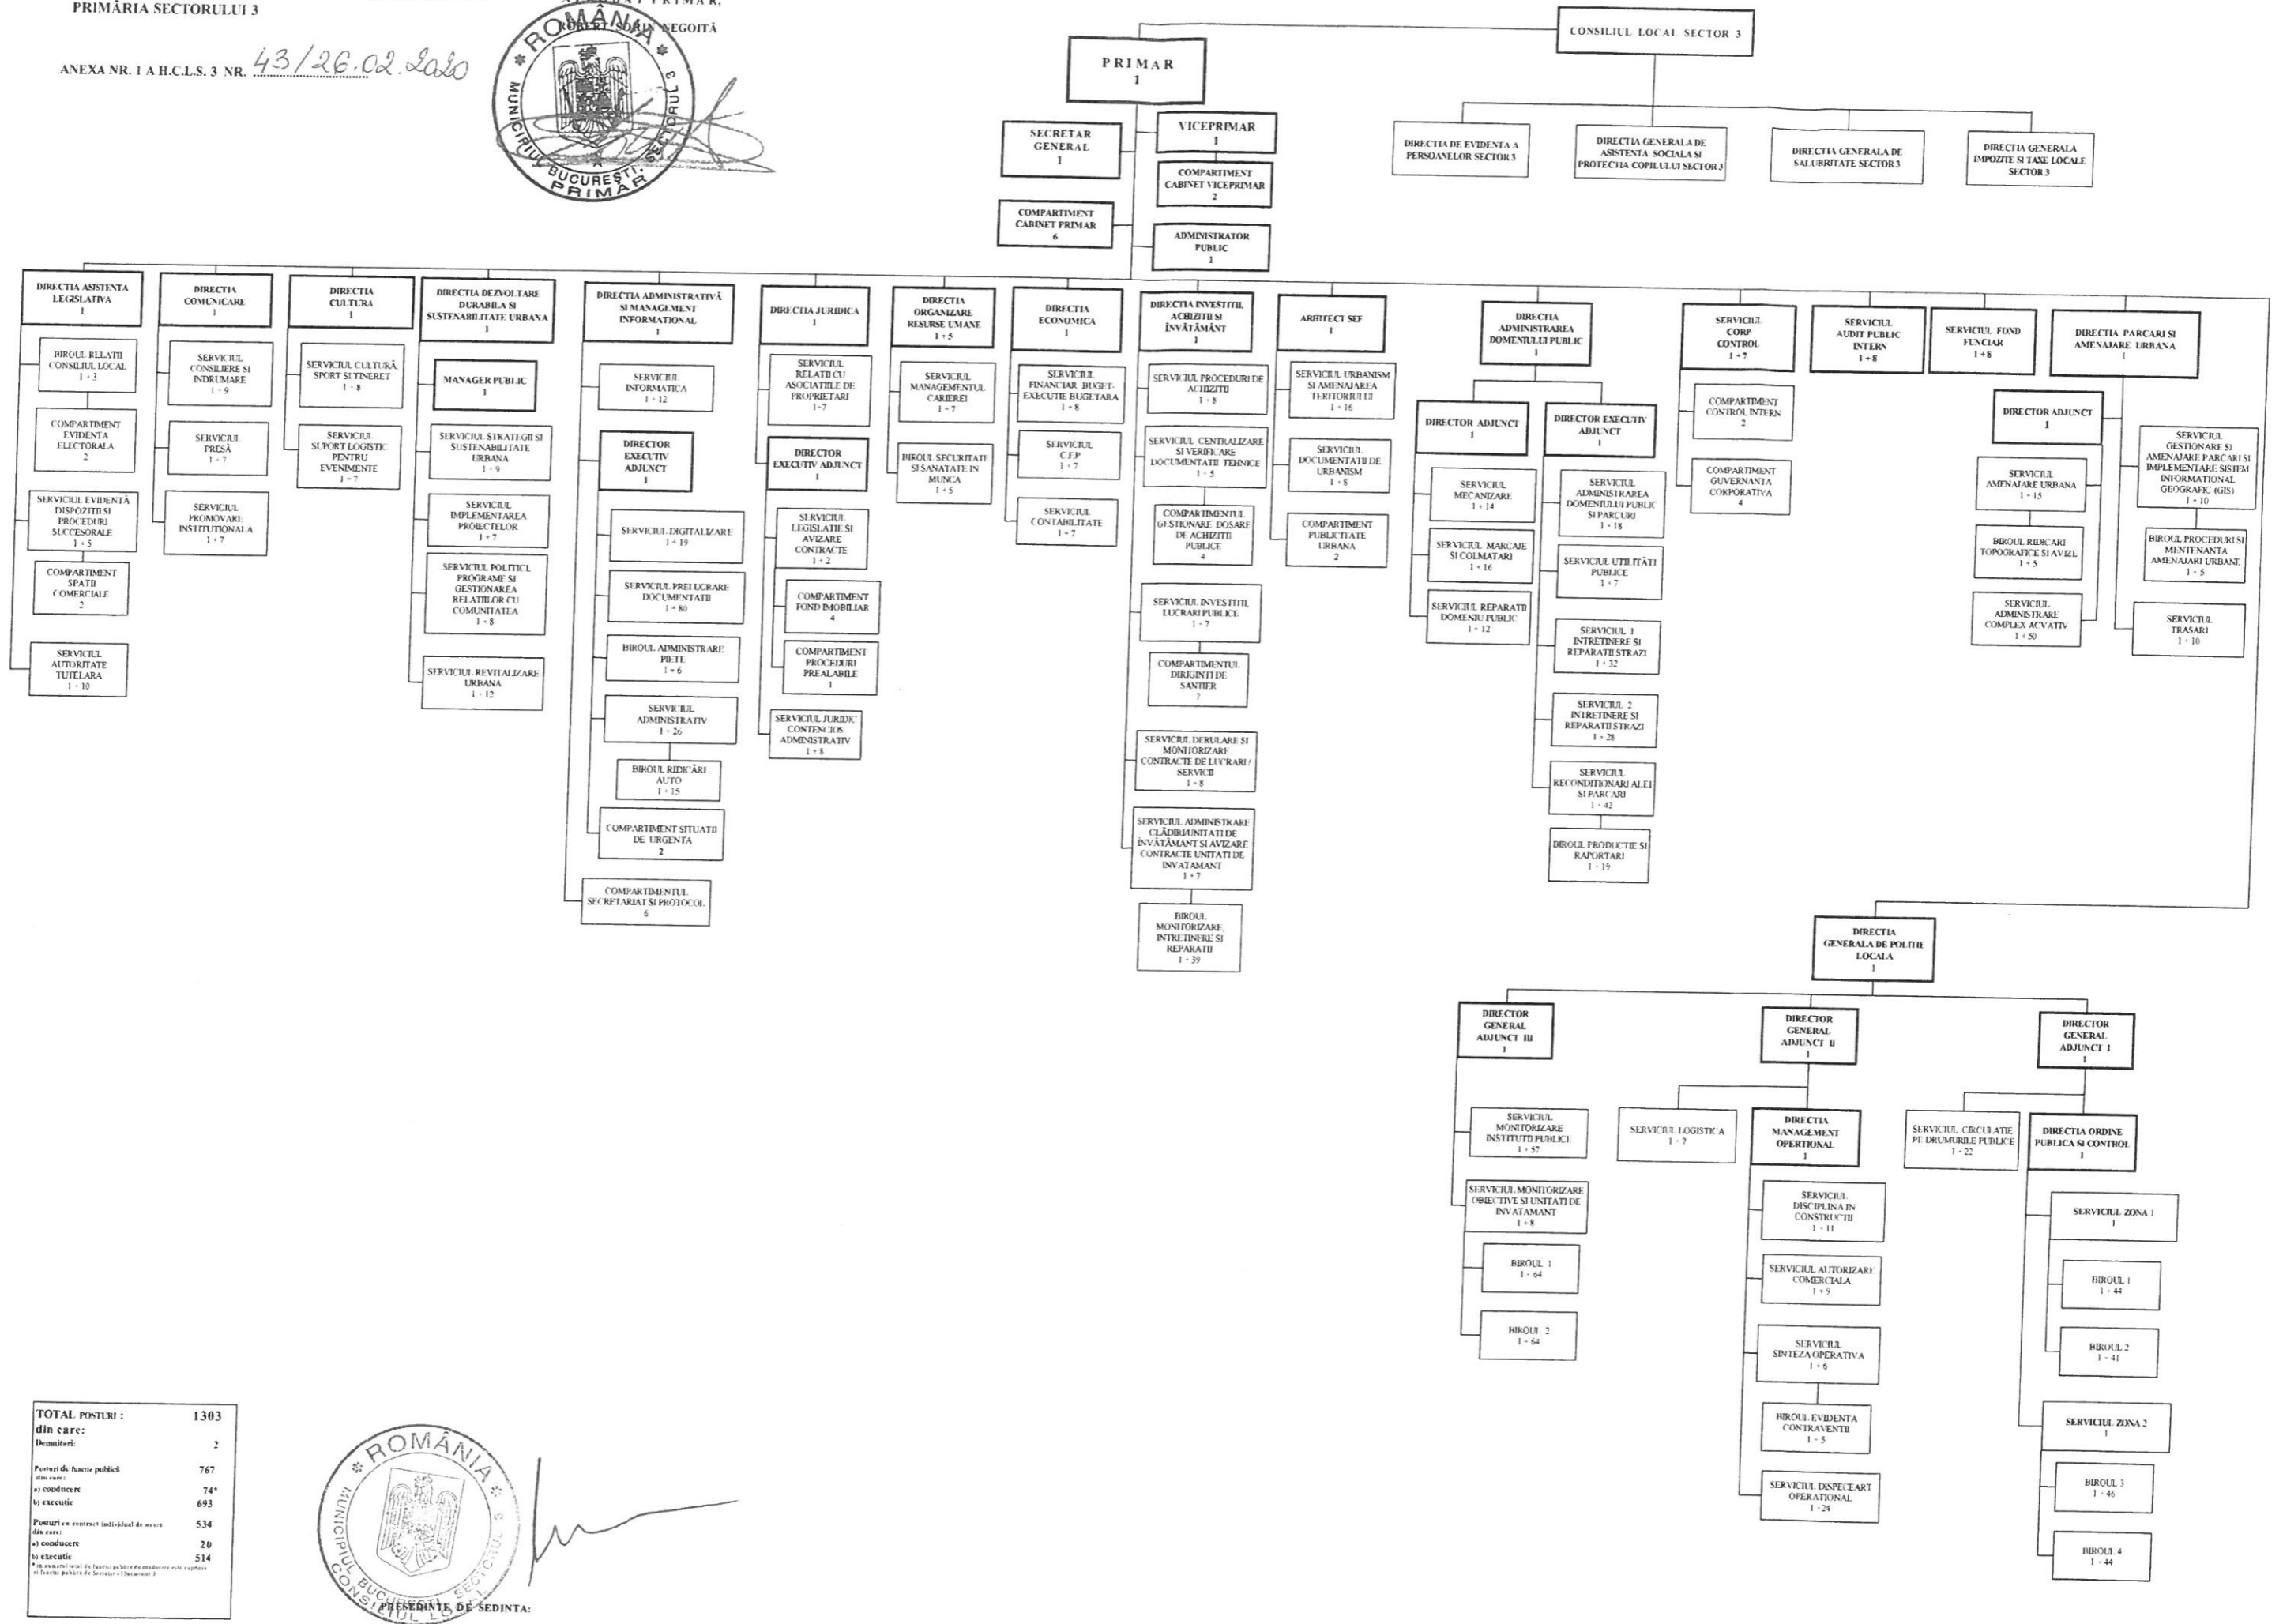 PRIMĂRIA SECTORULUI 3
PRIMAR,
ROBERT SORIN NEGOITĂ
ANEXA NR. 1 A H.C.L.S. 3 NR. 43/26.02.2020
ROMÂNIA
MUNICIPIUL BUCUREŞTI, SECTORUL 3
PRIMAR
CONSILIUL LOCAL SECTOR 3
PRIMAR
1
SECRETAR
GENERAL
1
VICEPRIMAR
1
COMPARTIMENT
CABINET VICEPRIMAR
2
COMPARTIMENT
CABINET PRIMAR
6
ADMINISTRATOR
PUBLIC
1
DIRECTIA DE EVIDENTA A
PERSOANELOR SECTOR 3
DIRECTIA GENERALA DE
ASISTENTA SOCIALA SI
PROTECTIA COPILULUI SECTOR 3
DIRECTIA GENERALA DE
SALUBRITATE SECTOR 3
DIRECTIA GENERALA
IMPOZITE SI TAXE LOCALE
SECTOR 3
DIRECTIA ASISTENTA
LEGISLATIVA
1
BIROUL RELATII
CONSILIUL LOCAL
1 + 3
COMPARTIMENT
EVIDENTA
ELECTORALA
2
SERVICIUL EVIDENTĂ
DISPOZITII SI
PROCEDURI
SUCCESORALE
1 + 5
COMPARTIMENT
SPATII
COMERCIALE
2
SERVICIUL
AUTORITATE
TUTELARA
1 + 10
DIRECTIA
COMUNICARE
1
SERVICIUL
CONSILIERE SI
INDRUMARE
1 + 9
SERVICIUL
PRESĂ
1 + 7
SERVICIUL
PROMOVARE
INSTITUTIONALA
1 + 7
DIRECTIA
CULTURA
1
SERVICIUL CULTURĂ,
SPORT SI TINERET
1 + 8
SERVICIUL
SUPORT LOGISTIC
PENTRU
EVENIMENTE
1 + 7
DIRECTIA DEZVOLTARE
DURABILA SI
SUSTENABILITATE URBANA
1
MANAGER PUBLIC
1
SERVICIUL STRATEGII SI
SUSTENABILITATE
URBANA
1 + 9
SERVICIUL
IMPLEMENTAREA
PROIECTELOR
1 + 7
SERVICIUL POLITICI,
PROGRAME SI
GESTIONAREA
RELATIILOR CU
COMUNITATEA
1 + 8
SERVICIUL REVITALIZARE
URBANA
1 + 12
DIRECTIA ADMINISTRATIVĂ
SI MANAGEMENT
INFORMATIONAL
1
SERVICIUL
INFORMATICA
1 + 12
DIRECTOR
EXECUTIV
ADJUNCT
1
SERVICIUL DIGITALIZARE
1 + 19
SERVICIUL PRELUCRARE
DOCUMENTATII
1 + 80
BIROUL ADMINISTRARE
PIETE
1 + 6
SERVICIUL
ADMINISTRATIV
1 + 26
BIROUL RIDICĂRI
AUTO
1 + 15
COMPARTIMENT SITUATII
DE URGENTA
2
COMPARTIMENTUL
SECRETARIAT SI PROTOCOL
6
DIRECTIA JURIDICA
1
SERVICIUL
RELATII CU
ASOCIATIILE DE
PROPRIETARI
1+7
DIRECTOR
EXECUTIV ADJUNCT
1
SERVICIUL
LEGISLATIE SI
AVIZARE
CONTRACTE
1 + 2
COMPARTIMENT
FOND IMOBILIAR
4
COMPARTIMENT
PROCEDURI
PREALABILE
1
SERVICIUL JURIDIC
CONTENCIOS
ADMINISTRATIV
1 + 8
DIRECTIA
ORGANIZARE
RESURSE UMANE
1 + 5
SERVICIUL
MANAGEMENTUL
CARIEREI
1 + 7
BIROUL SECURITATE
SI SANATATE IN
MUNCA
1 + 5
DIRECTIA
ECONOMICA
1
SERVICIUL
FINANCIAR BUGET-
EXECUTIE BUGETARA
1 + 8
SERVICIUL
C.F.P
1 + 7
SERVICIUL
CONTABILITATE
1 + 7
DIRECTIA INVESTITII,
ACHIZITII SI
ÎNVĂTĂMÂNT
1
SERVICIUL PROCEDURI DE
ACHIZITII
1 + 8
SERVICIUL CENTRALIZARE
SI VERIFICARE
DOCUMENTATII TEHNICE
1 + 5
COMPARTIMENTUL
GESTIONARE DOSARE
DE ACHIZITII
PUBLICE
4
SERVICIUL INVESTITII,
LUCRARI PUBLICE
1 + 7
COMPARTIMENTUL
DIRIGINTI DE
SANTIER
7
SERVICIUL DERULARE SI
MONITORIZARE
CONTRACTE DE LUCRARI /
SERVICII
1 + 8
SERVICIUL ADMINISTRARE
CLĂDIRI/UNITATI DE
ÎNVĂTĂMANT SI AVIZARE
CONTRACTE UNITATI DE
INVATAMANT
1 + 7
BIROUL
MONITORIZARE,
INTRETINERE SI
REPARATII
1 + 39
ARHITECT SEF
1
SERVICIUL URBANISM
SI AMENAJAREA
TERITORIULUI
1 + 16
SERVICIUL
DOCUMENTATII DE
URBANISM
1 + 8
COMPARTIMENT
PUBLICITATE
URBANA
2
DIRECTIA
ADMINISTRAREA
DOMENIULUI PUBLIC
1
DIRECTOR ADJUNCT
1
SERVICIUL
MECANIZARE
1 + 14
SERVICIUL MARCAJE
SI COLMATARI
1 + 16
SERVICIUL REPARATII
DOMENIU PUBLIC
1 + 12
DIRECTOR EXECUTIV
ADJUNCT
1
SERVICIUL
ADMINISTRAREA
DOMENIULUI PUBLIC
SI PARCURI
1 + 18
SERVICIUL UTILITĂTI
PUBLICE
1 + 7
SERVICIUL 1
INTRETINERE SI
REPARATII STRAZI
1 + 32
SERVICIUL 2
INTRETINERE SI
REPARATII STRAZI
1 + 28
SERVICIUL
RECONDITIONARI ALEI
SI PARCARI
1 + 42
BIROUL PRODUCTIE SI
RAPORTARI
1 + 19
SERVICIUL
CORP
CONTROL
1 + 7
COMPARTIMENT
CONTROL INTERN
2
COMPARTIMENT
GUVERNANTA
CORPORATIVA
4
SERVICIUL
AUDIT PUBLIC
INTERN
1 + 8
SERVICIUL FOND
FUNCIAR
1 + 8
DIRECTIA PARCARI SI
AMENAJARE URBANA
1
DIRECTOR ADJUNCT
1
SERVICIUL
AMENAJARE URBANA
1 + 15
BIROUL RIDICARI
TOPOGRAFICE SI AVIZE
1 + 5
SERVICIUL
ADMINISTRARE
COMPLEX ACVATIV
1 + 50
SERVICIUL
GESTIONARE SI
AMENAJARE PARCARI SI
IMPLEMENTARE SISTEM
INFORMATIONAL
GEOGRAFIC (GIS)
1 + 10
BIROUL PROCEDURI SI
MENTENANTA
AMENAJARI URBANE
1 + 5
SERVICIUL
TRASARI
1 + 10
DIRECTIA
GENERALA DE POLITIE
LOCALA
1
DIRECTOR
GENERAL
ADJUNCT III
1
SERVICIUL
MONITORIZARE
INSTITUTII PUBLICE
1 + 57
SERVICIUL MONITORIZARE
OBIECTIVE SI UNITATI DE
INVATAMANT
1 + 8
BIROUL 1
1 + 64
BIROUL 2
1 + 64
DIRECTOR
GENERAL
ADJUNCT II
1
SERVICIUL LOGISTICA
1 + 7
DIRECTIA
MANAGEMENT
OPERTIONAL
1
SERVICIUL
DISCIPLINA IN
CONSTRUCTII
1 + 11
SERVICIUL AUTORIZARE
COMERCIALA
1 + 9
SERVICIUL
SINTEZA OPERATIVA
1 + 6
BIROUL EVIDENTA
CONTRAVENTII
1 + 5
SERVICIUL DISPECEART
OPERATIONAL
1 + 24
DIRECTOR
GENERAL
ADJUNCT I
1
SERVICIUL CIRCULATIE
PE DRUMURILE PUBLICE
1 + 22
DIRECTIA ORDINE
PUBLICA SI CONTROL
1
SERVICIUL ZONA 1
1
BIROUL 1
1 + 44
BIROUL 2
1 + 41
SERVICIUL ZONA 2
1
BIROUL 3
1 + 46
BIROUL 4
1 + 44
TOTAL POSTURI : 1303
din care:
Demnitari: 2
Posturi de functie publică 767
din care:
a) conducere 74*
b) executie 693
Posturi cu contract individual de munca 534
din care:
a) conducere 20
b) executie 514
ROMÂNIA
MUNICIPIUL BUCUREŞTI SECTORUL 3
CONSILIUL LOCAL
PRESEDINTE DE SEDINTA: